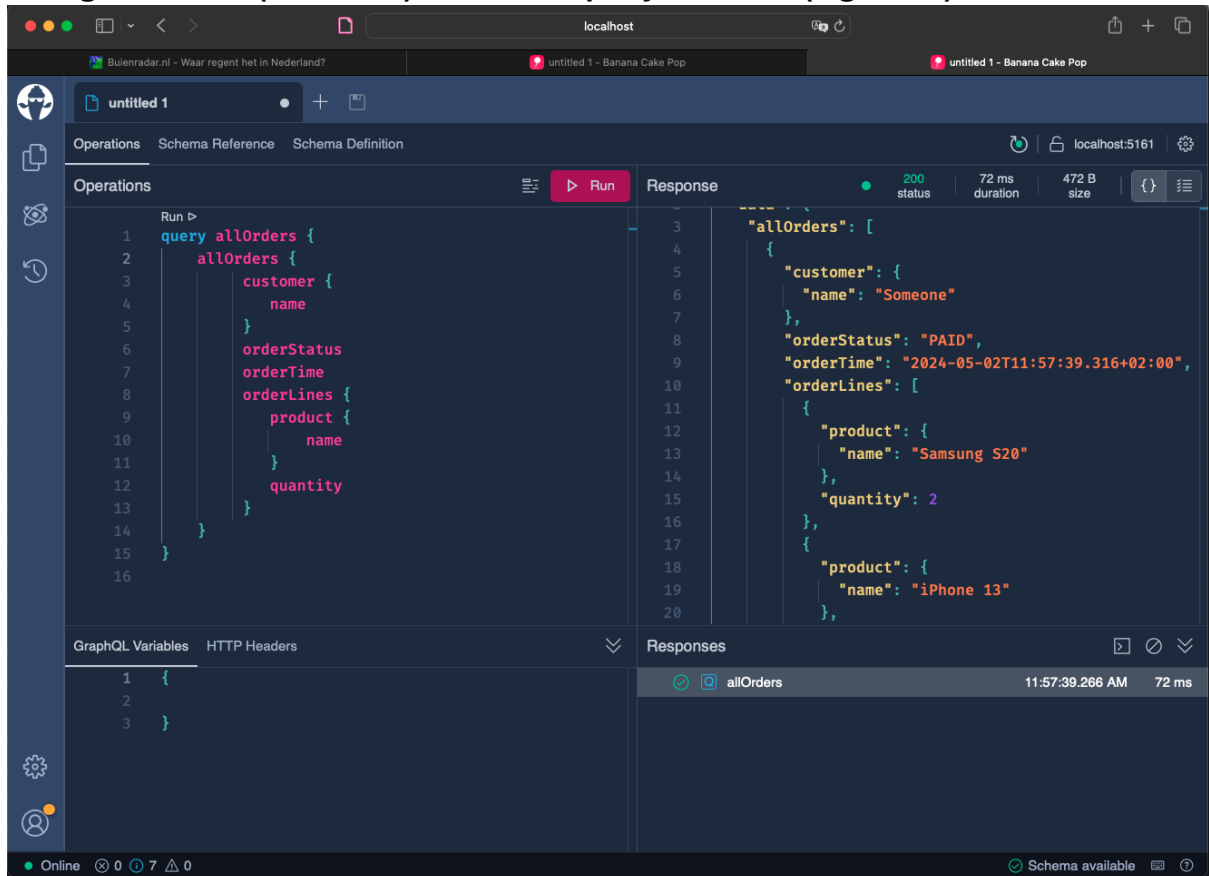 localhost
Buienradar.nl - Waar regent het in Nederland?
untitled 1 - Banana Cake Pop
untitled 1 - Banana Cake Pop
untitled 1
Operations Schema Reference Schema Definition
localhost:5161
Operations
Run
Run
1 query allOrders {
2 allOrders {
3 customer {
4 name
5 }
6 orderStatus
7 orderTime
8 orderLines {
9 product {
10 name
11 }
12 quantity
13 }
14 }
15 }
16
Response
200 status
72 ms duration
472 B size
{}
3 "allOrders": [
4 {
5 "customer": {
6 "name": "Someone"
7 },
8 "orderStatus": "PAID",
9 "orderTime": "2024-05-02T11:57:39.316+02:00",
10 "orderLines": [
11 {
12 "product": {
13 "name": "Samsung S20"
14 },
15 "quantity": 2
16 },
17 {
18 "product": {
19 "name": "iPhone 13"
20 },
GraphQL Variables HTTP Headers
1 {
2
3 }
Responses
Q allOrders 11:57:39.266 AM 72 ms
Online 0 7 0
Schema available